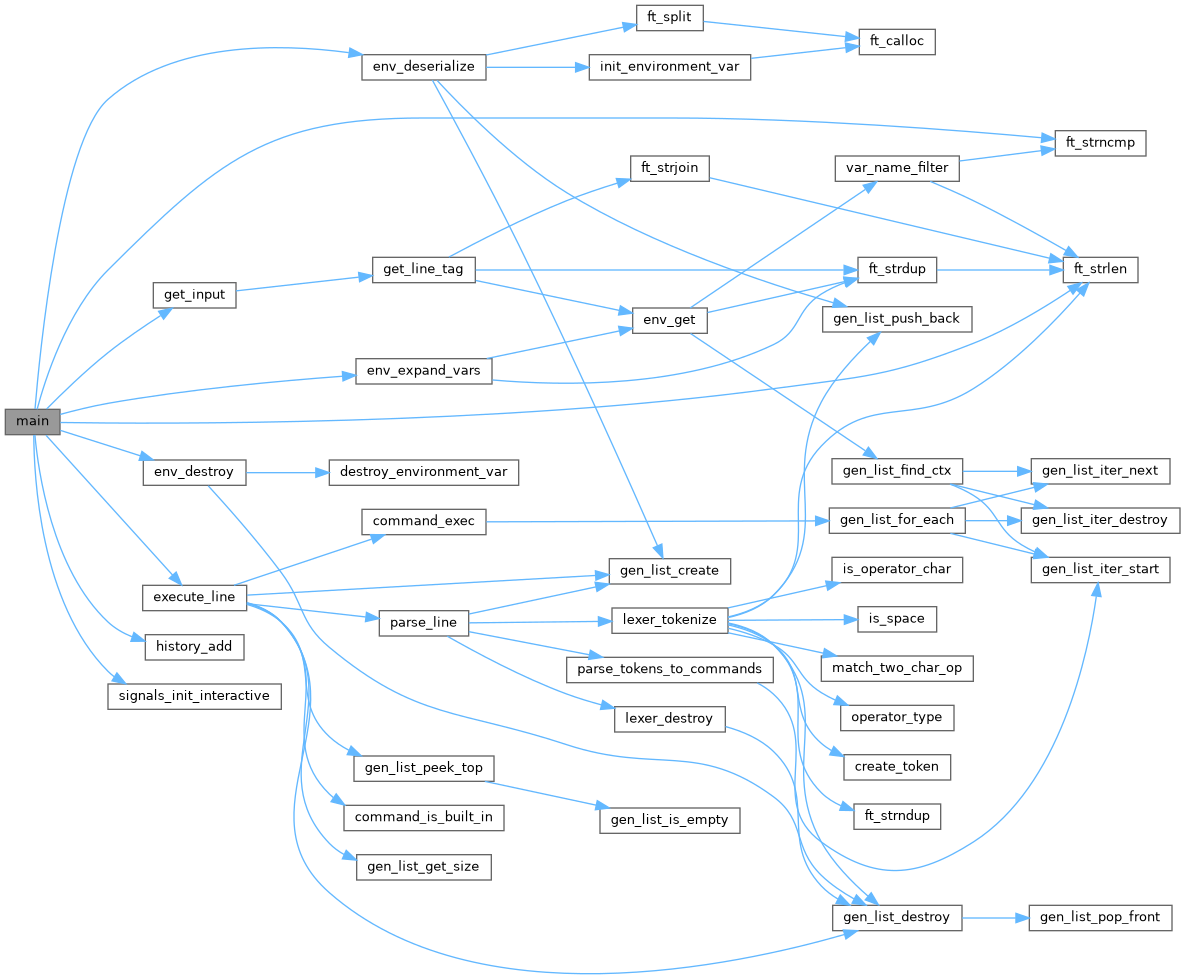 main
env_deserialize
get_input
env_expand_vars
env_destroy
execute_line
history_add
signals_init_interactive
ft_split
init_environment_var
ft_calloc
ft_strncmp
ft_strjoin
var_name_filter
get_line_tag
ft_strdup
ft_strlen
env_get
gen_list_push_back
destroy_environment_var
gen_list_find_ctx
gen_list_iter_next
command_exec
gen_list_for_each
gen_list_iter_destroy
gen_list_create
is_operator_char
gen_list_iter_start
parse_line
lexer_tokenize
is_space
parse_tokens_to_commands
match_two_char_op
lexer_destroy
operator_type
gen_list_peek_top
create_token
command_is_built_in
gen_list_is_empty
ft_strndup
gen_list_get_size
gen_list_destroy
gen_list_pop_front